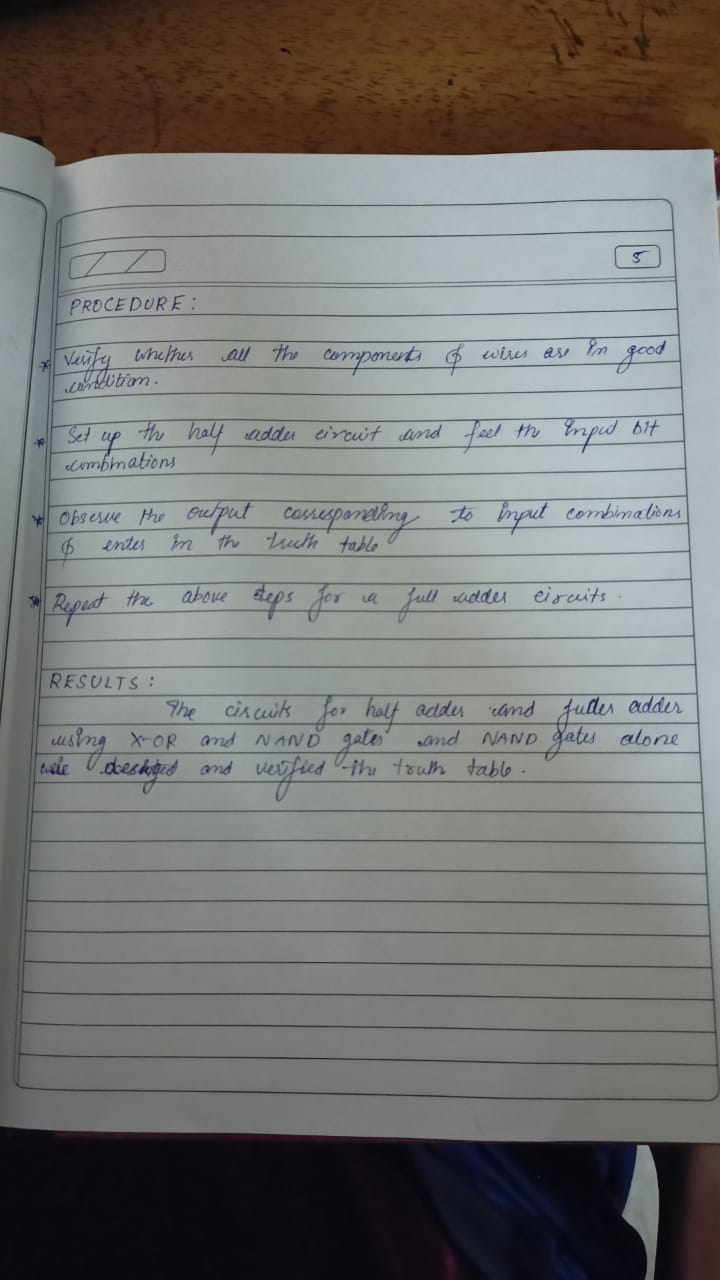 5
PROCEDURE:
* Verify whether all the components & wires are in good
condition.
* Set up the half adder circuit and feel the input bit
combinations
* Observe the output corresponding to input combinations
& enter in the truth table
* Repeat the above steps for a full adder circuits.
RESULTS:
The circuits for half adder and fuller adder
using X-OR and NAND gates and NAND gates alone
and verified the truth table.